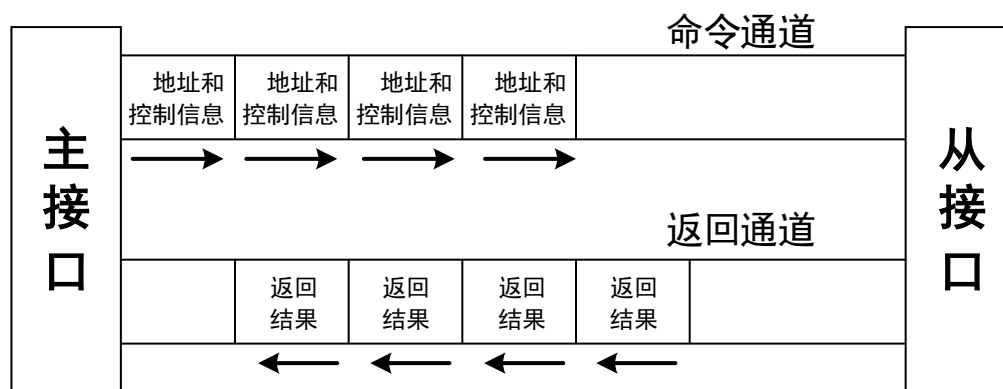 命令通道
地址和
控制信息
地址和
控制信息
地址和
控制信息
地址和
控制信息
主接口
从接口
返回通道
返回
结果
返回
结果
返回
结果
返回
结果